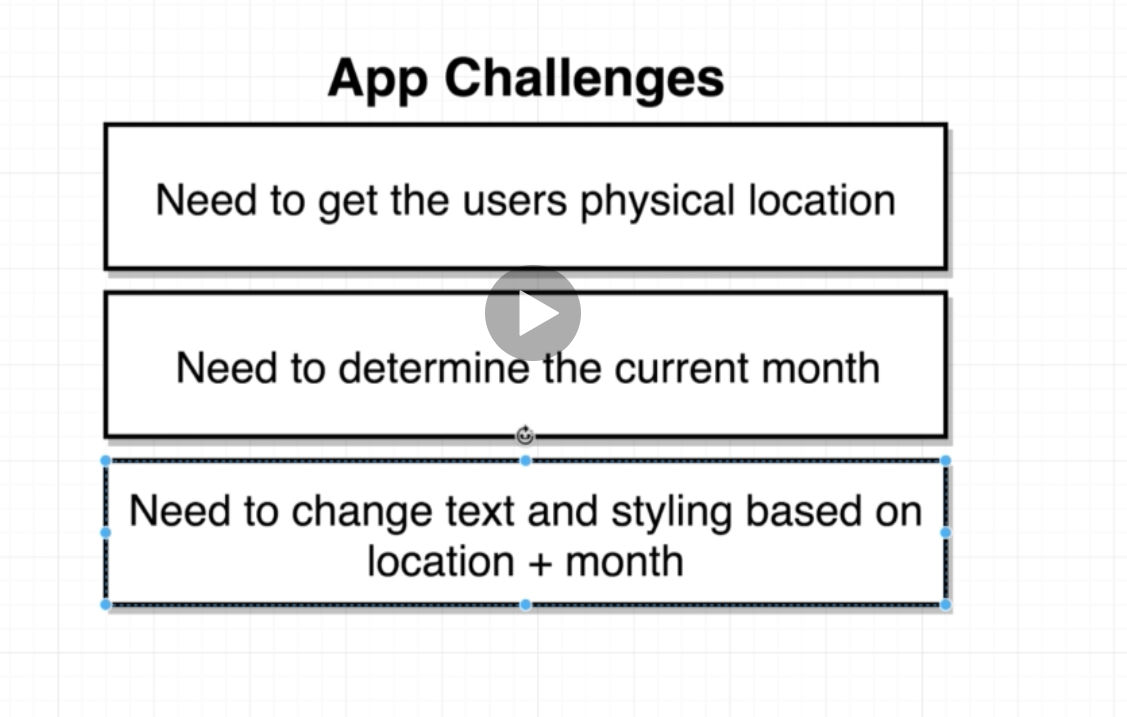 App Challenges
Need to get the users physical location
Need to determine the current month
Need to change text and styling based on
location + month